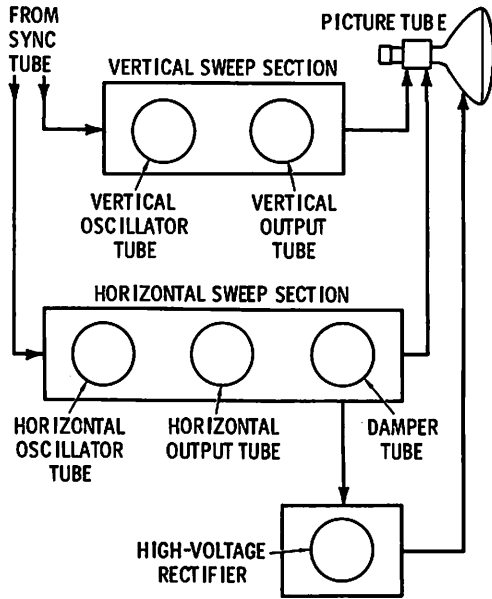 FROM
SYNC
TUBE
PICTURE TUBE
VERTICAL SWEEP SECTION
VERTICAL
OSCILLATOR
TUBE
VERTICAL
OUTPUT
TUBE
HORIZONTAL SWEEP SECTION
HORIZONTAL
OSCILLATOR
TUBE
HORIZONTAL
OUTPUT TUBE
DAMPER
TUBE
HIGH-VOLTAGE
RECTIFIER